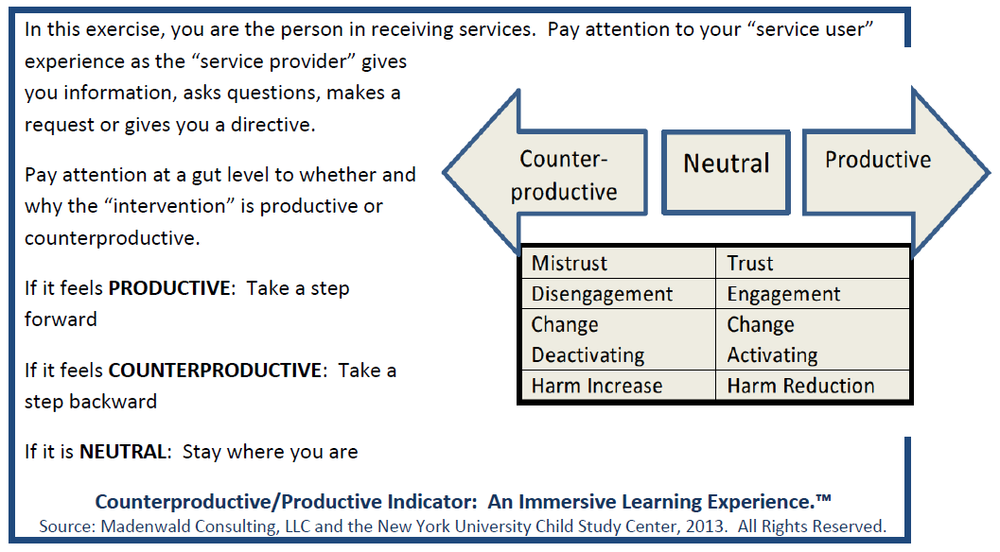 In this exercise, you are the person in receiving services.  Pay attention to your “service user”
experience as the “service provider” gives
you information, asks questions, makes a
request or gives you a directive.
Pay attention at a gut level to whether and
why the “intervention” is productive or
counterproductive.
If it feels PRODUCTIVE:  Take a step
forward
If it feels COUNTERPRODUCTIVE:  Take a
step backward
If it is NEUTRAL:  Stay where you are
Counter-
productive
Neutral
Productive
Mistrust
Trust
Disengagement
Engagement
Change
Deactivating
Change
Activating
Harm Increase
Harm Reduction
Counterproductive/Productive Indicator:  An Immersive Learning Experience.™
Source: Madenwald Consulting, LLC and the New York University Child Study Center, 2013.  All Rights Reserved.